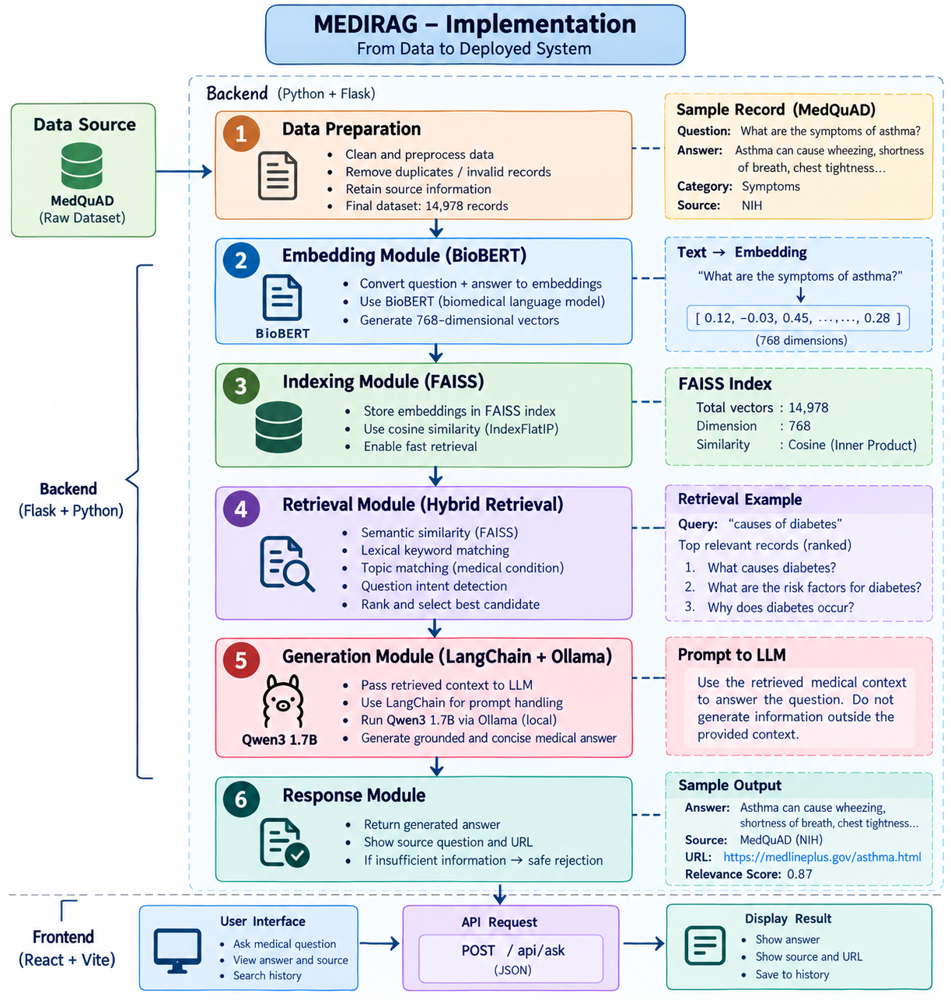 MEDIRAG – Implementation
From Data to Deployed System
Data Source
MedQuAD
(Raw Dataset)
Backend (Python + Flask)
1
Data Preparation
• Clean and preprocess data
• Remove duplicates / invalid records
• Retain source information
• Final dataset: 14,978 records
Sample Record (MedQuAD)
Question: What are the symptoms of asthma?
Answer: Asthma can cause wheezing, shortness
of breath, chest tightness...
Category: Symptoms
Source: NIH
2
Embedding Module (BioBERT)
BioBERT
• Convert question + answer to embeddings
• Use BioBERT (biomedical language model)
• Generate 768-dimensional vectors
Text → Embedding
“What are the symptoms of asthma?”
[ 0.12, −0.03, 0.45, ...,..., 0.28 ]
(768 dimensions)
3
Indexing Module (FAISS)
• Store embeddings in FAISS index
• Use cosine similarity (IndexFlatIP)
• Enable fast retrieval
FAISS Index
Total vectors : 14,978
Dimension : 768
Similarity : Cosine (Inner Product)
Backend
(Flask + Python)
4
Retrieval Module (Hybrid Retrieval)
• Semantic similarity (FAISS)
• Lexical keyword matching
• Topic matching (medical condition)
• Question intent detection
• Rank and select best candidate
Retrieval Example
Query: “causes of diabetes”
Top relevant records (ranked)
1. What causes diabetes?
2. What are the risk factors for diabetes?
3. Why does diabetes occur?
5
Generation Module (LangChain + Ollama)
Qwen3 1.7B
• Pass retrieved context to LLM
• Use LangChain for prompt handling
• Run Qwen3 1.7B via Ollama (local)
• Generate grounded and concise medical answer
Prompt to LLM
Use the retrieved medical context
to answer the question. Do not
generate information outside the
provided context.
6
Response Module
• Return generated answer
• Show source question and URL
• If insufficient information → safe rejection
Sample Output
Answer: Asthma can cause wheezing,
shortness of breath, chest tightness...
Source: MedQuAD (NIH)
URL: https://medlineplus.gov/asthma.html
Relevance Score: 0.87
Frontend
(React + Vite)
User Interface
• Ask medical question
• View answer and source
• Search history
API Request
POST / api/ask
(JSON)
Display Result
• Show answer
• Show source and URL
• Save to history